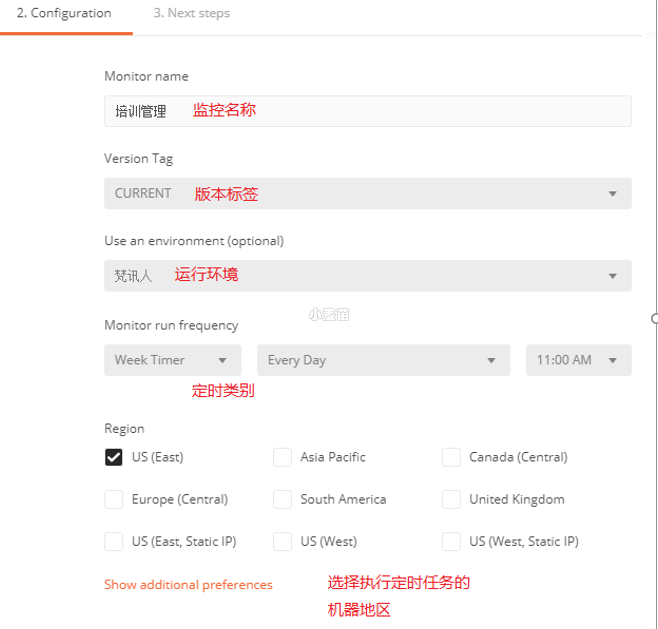 2. Configuration 3. Next steps
Monitor name
培训管理 监控名称
Version Tag
CURRENT 版本标签
Use an environment (optional)
梵讯人 运行环境
小麦苗
Monitor run frequency
Week Timer Every Day 11:00 AM
定时类别
Region
US (East) Asia Pacific Canada (Central)
Europe (Central) South America United Kingdom
US (East, Static IP) US (West) US (West, Static IP)
Show additional preferences 选择执行定时任务的
机器地区